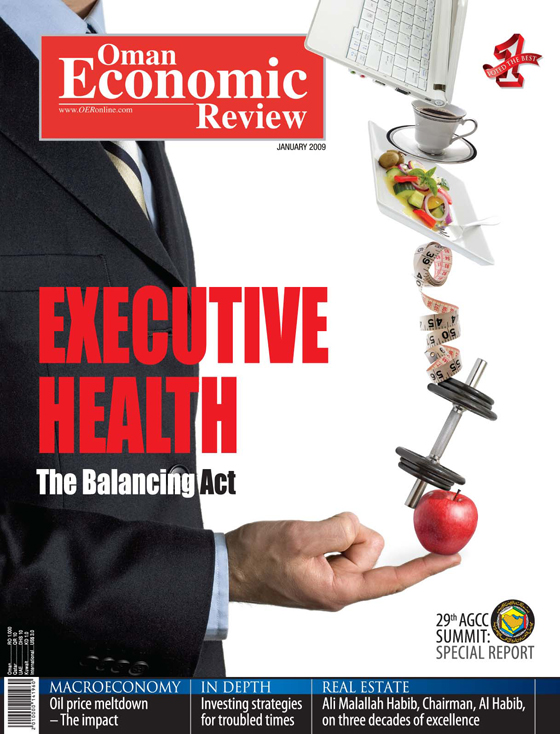 Oman
Economic
www.OERonline.com
Review
JANUARY 2009
1
VOTED THE BEST
EXECUTIVE
HEALTH
The Balancing Act
29th AGCC
SUMMIT:
SPECIAL REPORT
MACROECONOMY
Oil price meltdown
– The impact
IN DEPTH
Investing strategies
for troubled times
REAL ESTATE
Ali Malallah Habib, Chairman, Al Habib,
on three decades of excellence